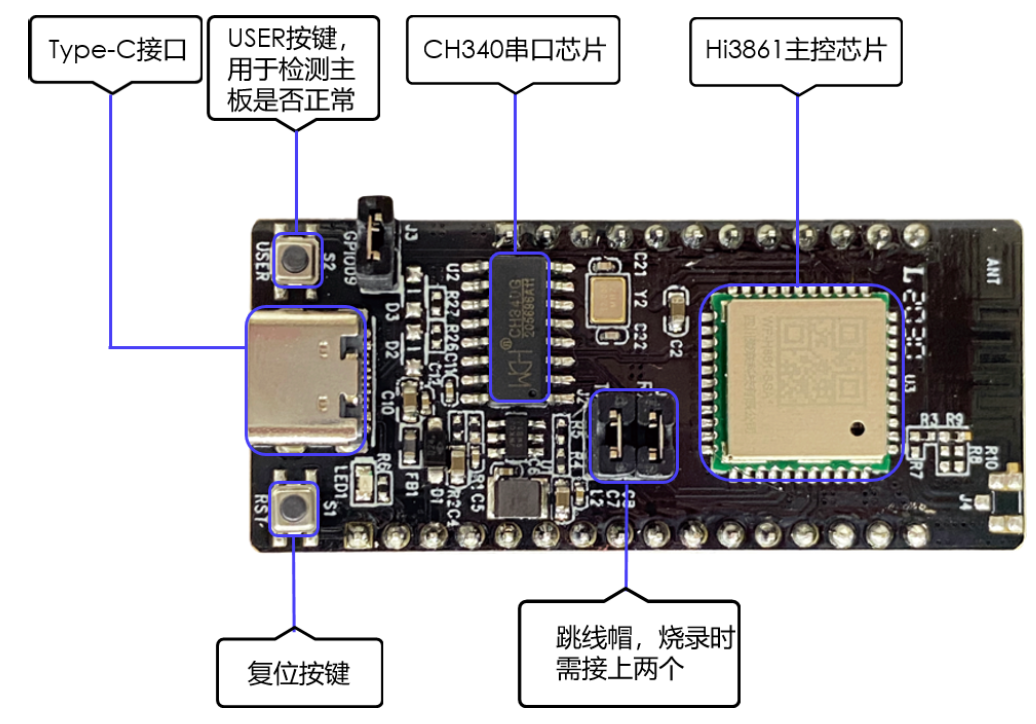 Type-C接口
USER按键，
用于检测主
板是否正常
CH340串口芯片
Hi3861主控芯片
J3
GPIO09
USER
S2
U2
R27
R26
D3
D2
C10
CH340G
WCH
C21
Y2
C22
C2
ANT
U3
J2
R5
R4
C6
L2
C7
R3
R9
R8
R10
R7
J4
LED1
R6
FB1
D1
R2
C4
C5
RST
S1
复位按键
跳线帽，烧录时
需接上两个